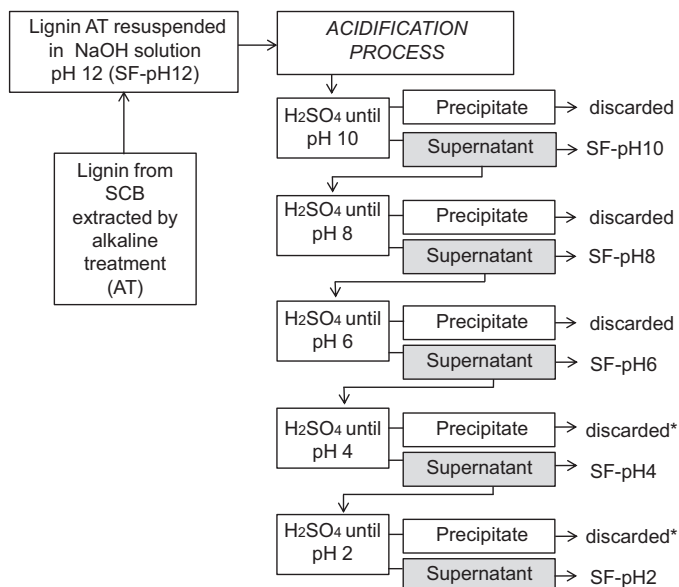 Lignin AT resuspended
in NaOH solution
pH 12 (SF-pH12)
ACIDIFICATION
PROCESS
Lignin from
SCB
extracted by
alkaline
treatment
(AT)
H2SO4 until
pH 10
Precipitate
discarded
Supernatant
SF-pH10
H2SO4 until
pH 8
Precipitate
discarded
Supernatant
SF-pH8
H2SO4 until
pH 6
Precipitate
discarded
Supernatant
SF-pH6
H2SO4 until
pH 4
Precipitate
discarded*
Supernatant
SF-pH4
H2SO4 until
pH 2
Precipitate
discarded*
Supernatant
SF-pH2